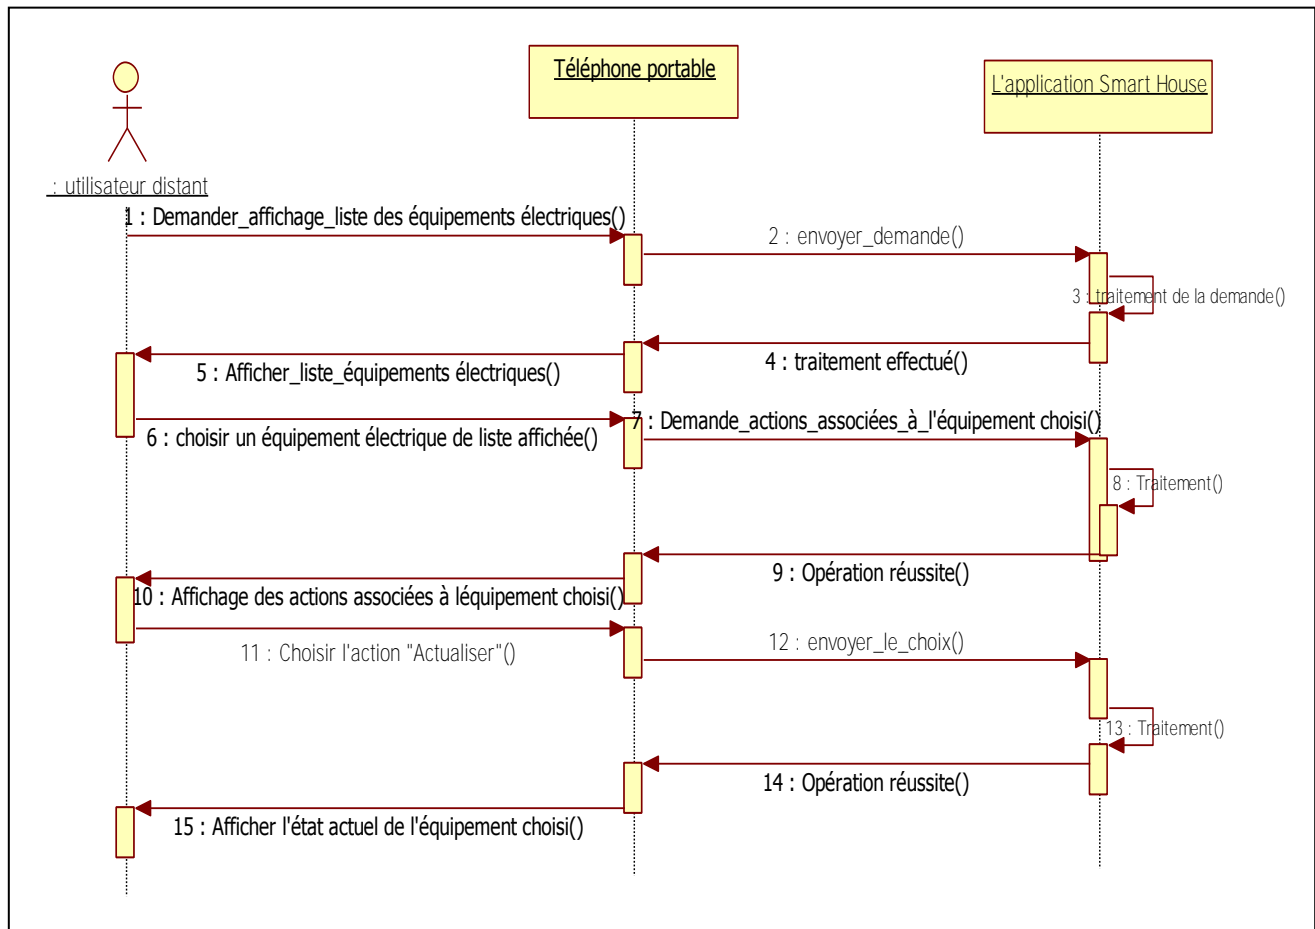 Téléphone portable
L'application Smart House
: utilisateur distant
1 : Demander_affichage_liste des équipements électriques()
2 : envoyer_demande()
3 : traitement de la demande()
4 : traitement effectué()
5 : Afficher_liste_équipements électriques()
6 : choisir un équipement électrique de liste affichée()
7 : Demande_actions_associées_à_l'équipement choisi()
8 : Traitement()
9 : Opération réussite()
10 : Affichage des actions associées à léquipement choisi()
11 : Choisir l'action "Actualiser"()
12 : envoyer_le_choix()
13 : Traitement()
14 : Opération réussite()
15 : Afficher l'état actuel de l'équipement choisi()